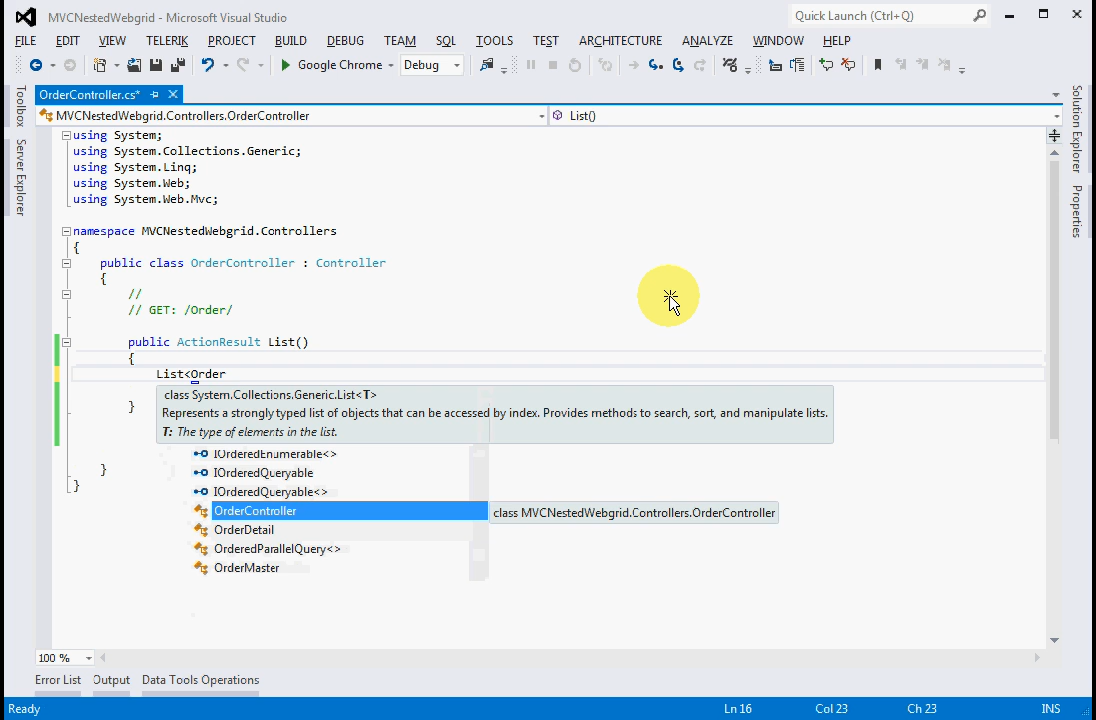 MVCNestedWebgrid - Microsoft Visual Studio
Quick Launch (Ctrl+Q)
FILE EDIT VIEW TELERIK PROJECT BUILD DEBUG TEAM SQL TOOLS TEST ARCHITECTURE ANALYZE WINDOW HELP
Google Chrome Debug
Toolbox
Server Explorer
OrderController.cs*
MVCNestedWebgrid.Controllers.OrderController
List()
Solution Explorer
Properties
using System;
using System.Collections.Generic;
using System.Linq;
using System.Web;
using System.Web.Mvc;
namespace MVCNestedWebgrid.Controllers
{
public class OrderController : Controller
{
//
// GET: /Order/
public ActionResult List()
{
List<Order
class System.Collections.Generic.List<T>
Represents a strongly typed list of objects that can be accessed by index. Provides methods to search, sort, and manipulate lists.
T: The type of elements in the list.
}
IOrderedEnumerable<>
IOrderedQueryable
IOrderedQueryable<>
OrderController
class MVCNestedWebgrid.Controllers.OrderController
OrderDetail
OrderedParallelQuery<>
OrderMaster
}
}
100 %
Error List Output Data Tools Operations
Ready Ln 16 Col 23 Ch 23 INS